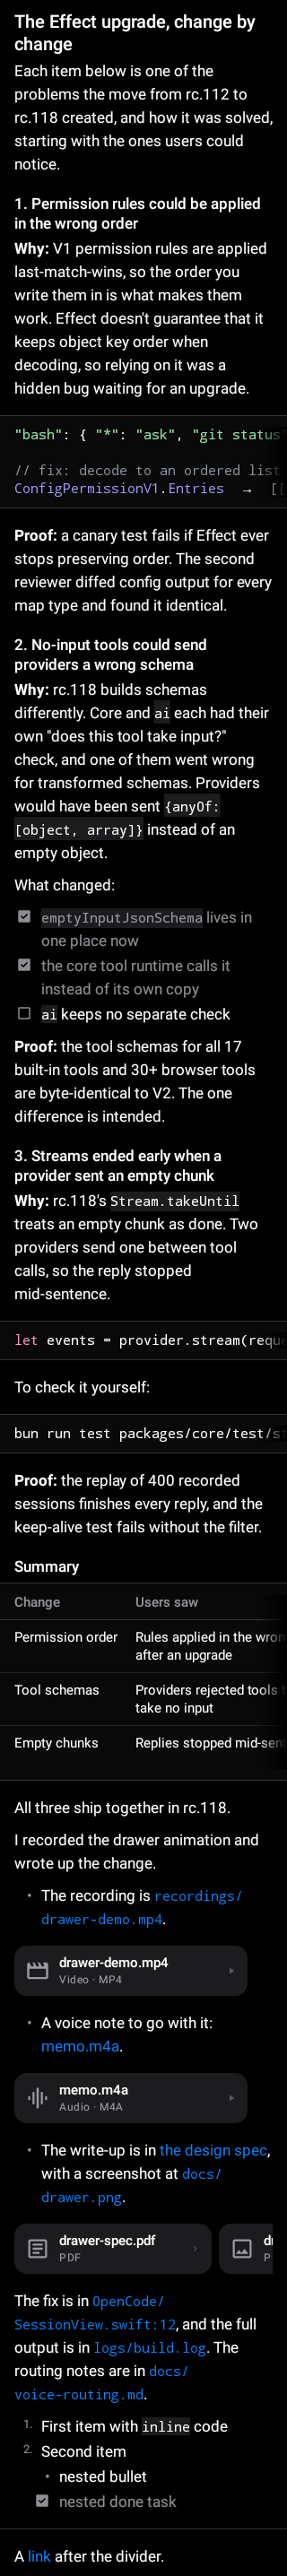 The Effect upgrade, change by
change
Each item below is one of the
problems the move from rc.112 to
rc.118 created, and how it was solved,
starting with the ones users could
notice.
1. Permission rules could be applied
in the wrong order
Why: V1 permission rules are applied
last-match-wins, so the order you
write them in is what makes them
work. Effect doesn't guarantee that it
keeps object key order when
decoding, so relying on it was a
hidden bug waiting for an upgrade.
"bash": { "*": "ask", "git status
// fix: decode to an ordered list
ConfigPermissionV1.Entries → [[
Proof: a canary test fails if Effect ever
stops preserving order. The second
reviewer diffed config output for every
map type and found it identical.
2. No-input tools could send
providers a wrong schema
Why: rc.118 builds schemas
differently. Core and ai each had their
own "does this tool take input?"
check, and one of them went wrong
for transformed schemas. Providers
would have been sent {anyOf:
[object, array]} instead of an
empty object.
What changed:
emptyInputJsonSchema lives in
one place now
the core tool runtime calls it
instead of its own copy
ai keeps no separate check
Proof: the tool schemas for all 17
built-in tools and 30+ browser tools
are byte-identical to V2. The one
difference is intended.
3. Streams ended early when a
provider sent an empty chunk
Why: rc.118's Stream.takeUntil
treats an empty chunk as done. Two
providers send one between tool
calls, so the reply stopped
mid-sentence.
let events = provider.stream(reque
To check it yourself:
bun run test packages/core/test/st
Proof: the replay of 400 recorded
sessions finishes every reply, and the
keep-alive test fails without the filter.
Summary
Change Users saw
Permission order Rules applied in the wron
after an upgrade
Tool schemas Providers rejected tools t
take no input
Empty chunks Replies stopped mid-sent
All three ship together in rc.118.
I recorded the drawer animation and
wrote up the change.
• The recording is recordings/
drawer-demo.mp4.
drawer-demo.mp4
Video · MP4
• A voice note to go with it:
memo.m4a.
memo.m4a
Audio · M4A
• The write-up is in the design spec,
with a screenshot at docs/
drawer.png.
drawer-spec.pdf dr
PDF P
The fix is in OpenCode/
SessionView.swift:12, and the full
output is in logs/build.log. The
routing notes are in docs/
voice-routing.md.
1. First item with inline code
2. Second item
• nested bullet
nested done task
A link after the divider.